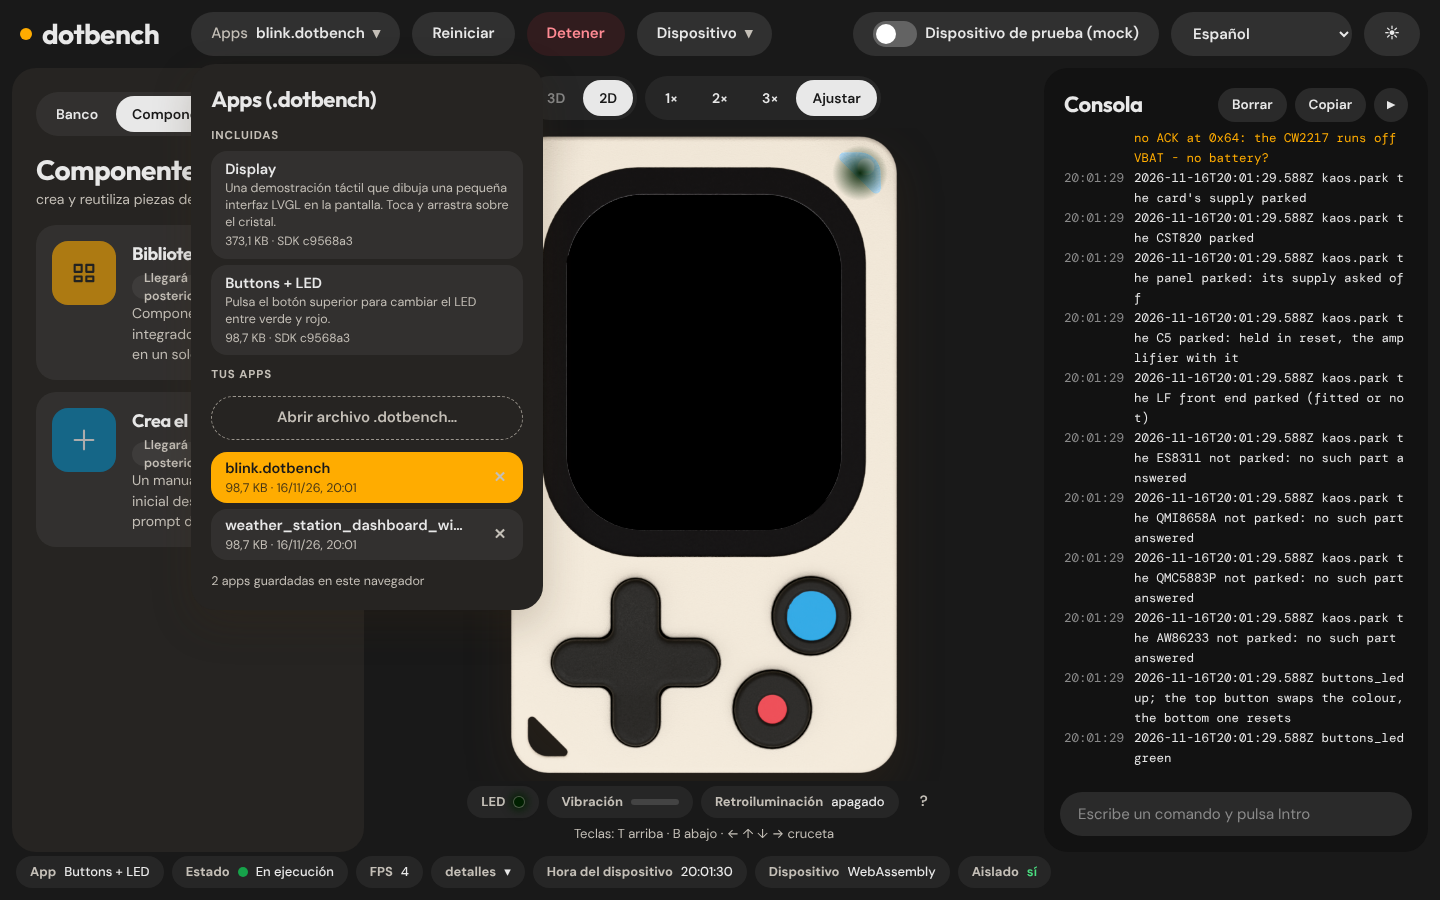 dotbench
Apps blink.dotbench ▾
Reiniciar
Detener
Dispositivo ▾
Dispositivo de prueba (mock)
Español
Banco
Apps (.dotbench)
INCLUIDAS
Display
Una demostración táctil que dibuja una pequeña
interfaz LVGL en la pantalla. Toca y arrastra sobre
el cristal.
373,1 KB · SDK c9568a3
Buttons + LED
Pulsa el botón superior para cambiar el LED
entre verde y rojo.
98,7 KB · SDK c9568a3
TUS APPS
Abrir archivo .dotbench...
blink.dotbench
98,7 KB · 16/11/26, 20:01
weather_station_dashboard_wi...
98,7 KB · 16/11/26, 20:01
2 apps guardadas en este navegador
Componente
crea y reutiliza piezas de
Bibliote
Llegará
posterio
Compone
integrado
en un sol
Crea el
Llegará
posterio
Un manua
inicial des
prompt d
3D
2D
1×
2×
3×
Ajustar
LED
Vibración
Retroiluminación apagado
?
Teclas: T arriba · B abajo · ← ↑ ↓ → cruceta
Consola
Borrar
Copiar
no ACK at 0x64: the CW2217 runs off
VBAT - no battery?
20:01:29 2026-11-16T20:01:29.588Z kaos.park t
he card's supply parked
20:01:29 2026-11-16T20:01:29.588Z kaos.park t
he CST820 parked
20:01:29 2026-11-16T20:01:29.588Z kaos.park t
he panel parked: its supply asked of
f
20:01:29 2026-11-16T20:01:29.588Z kaos.park t
he C5 parked: held in reset, the amp
lifier with it
20:01:29 2026-11-16T20:01:29.588Z kaos.park t
he LF front end parked (fitted or no
t)
20:01:29 2026-11-16T20:01:29.588Z kaos.park t
he ES8311 not parked: no such part a
nswered
20:01:29 2026-11-16T20:01:29.588Z kaos.park t
he QMI8658A not parked: no such part
answered
20:01:29 2026-11-16T20:01:29.588Z kaos.park t
he QMC5883P not parked: no such part
answered
20:01:29 2026-11-16T20:01:29.588Z kaos.park t
he AW86233 not parked: no such part
answered
20:01:29 2026-11-16T20:01:29.588Z buttons_led
up; the top button swaps the colour,
the bottom one resets
20:01:29 2026-11-16T20:01:29.588Z buttons_led
green
Escribe un comando y pulsa Intro
App Buttons + LED
Estado En ejecución
FPS 4
detalles ▾
Hora del dispositivo 20:01:30
Dispositivo WebAssembly
Aislado sí